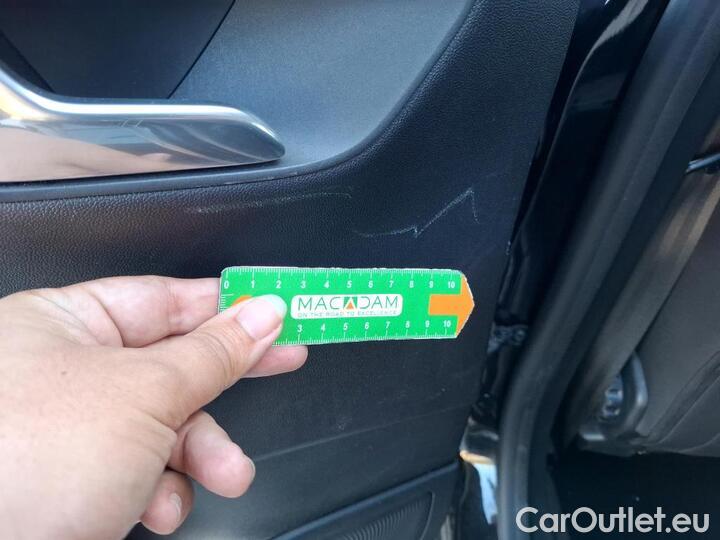 0 1 2 3 4 5 6 7 8 9 10
MACADAM
ON THE ROAD TO EXCELLENCE
3 4 5 6 7 8 9 10
CarOutlet.eu